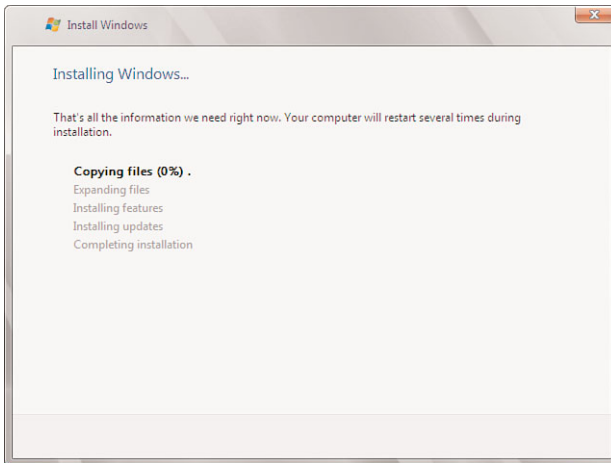 Install Windows
Installing Windows...
That's all the information we need right now. Your computer will restart several times during
installation.
Copying files (0%) .
Expanding files
Installing features
Installing updates
Completing installation